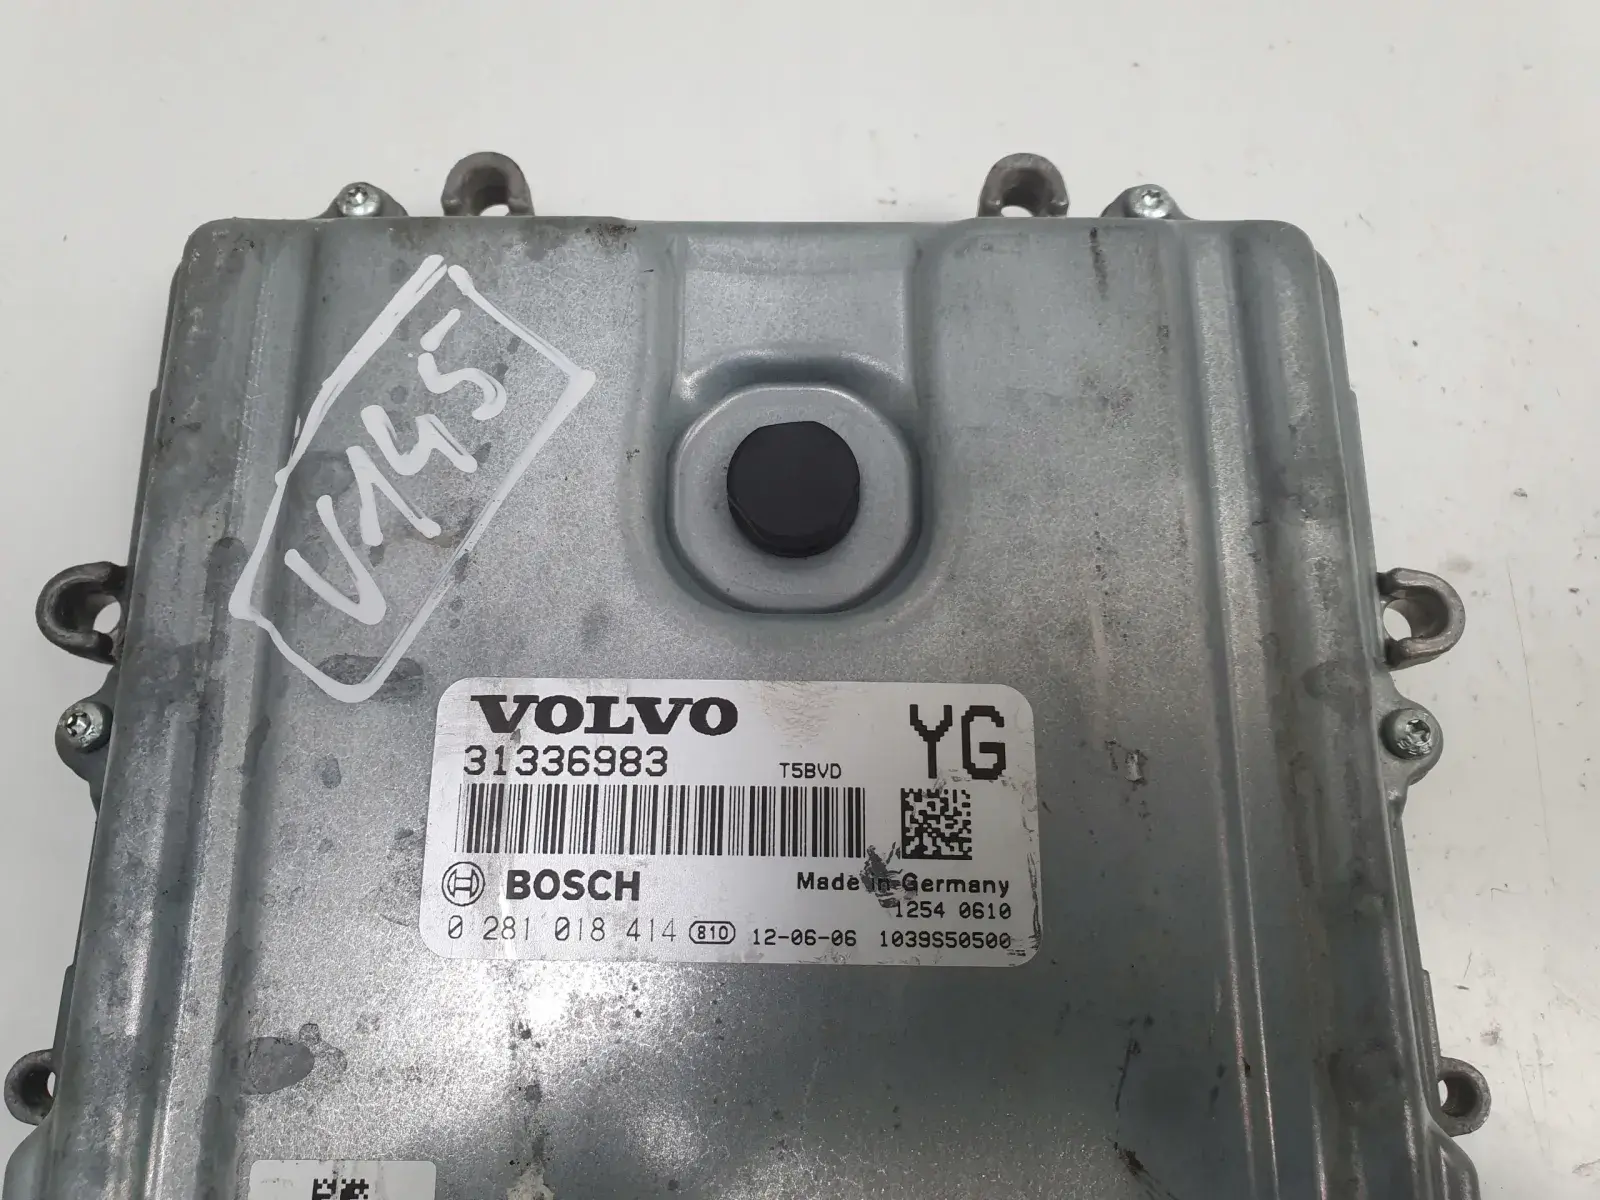 V145
VOLVO
YG
31336983
T5BVD
BOSCH
Made in Germany
1254 0610
0 281 018 414 810 12-06-06 1039S50500